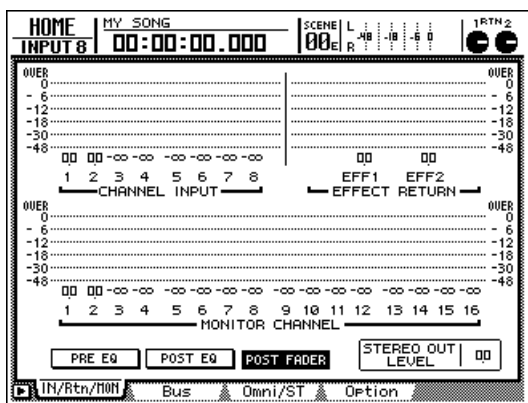 HOME MY SONG SCENE L -48 -18 -6 0 1 RTN 2
INPUT 8 00:00:00.000 00E R
OVER OVER
0 0
- 6 - 6
-12 -12
-18 -18
-30 -30
-48 -48
00 00 -∞ -∞ -∞ -∞ -∞ -∞ 00 00
1 2 3 4 5 6 7 8 EFF1 EFF2
CHANNEL INPUT EFFECT RETURN
OVER OVER
0 0
- 6 - 6
-12 -12
-18 -18
-30 -30
-48 -48
00 00 -∞ -∞ -∞ -∞ -∞ -∞ -∞ -∞ -∞ -∞ -∞ -∞ -∞ -∞
1 2 3 4 5 6 7 8 9 10 11 12 13 14 15 16
MONITOR CHANNEL
PRE EQ POST EQ POST FADER STEREO OUT LEVEL 00
IN/Rtn/MON Bus Omni/ST Option